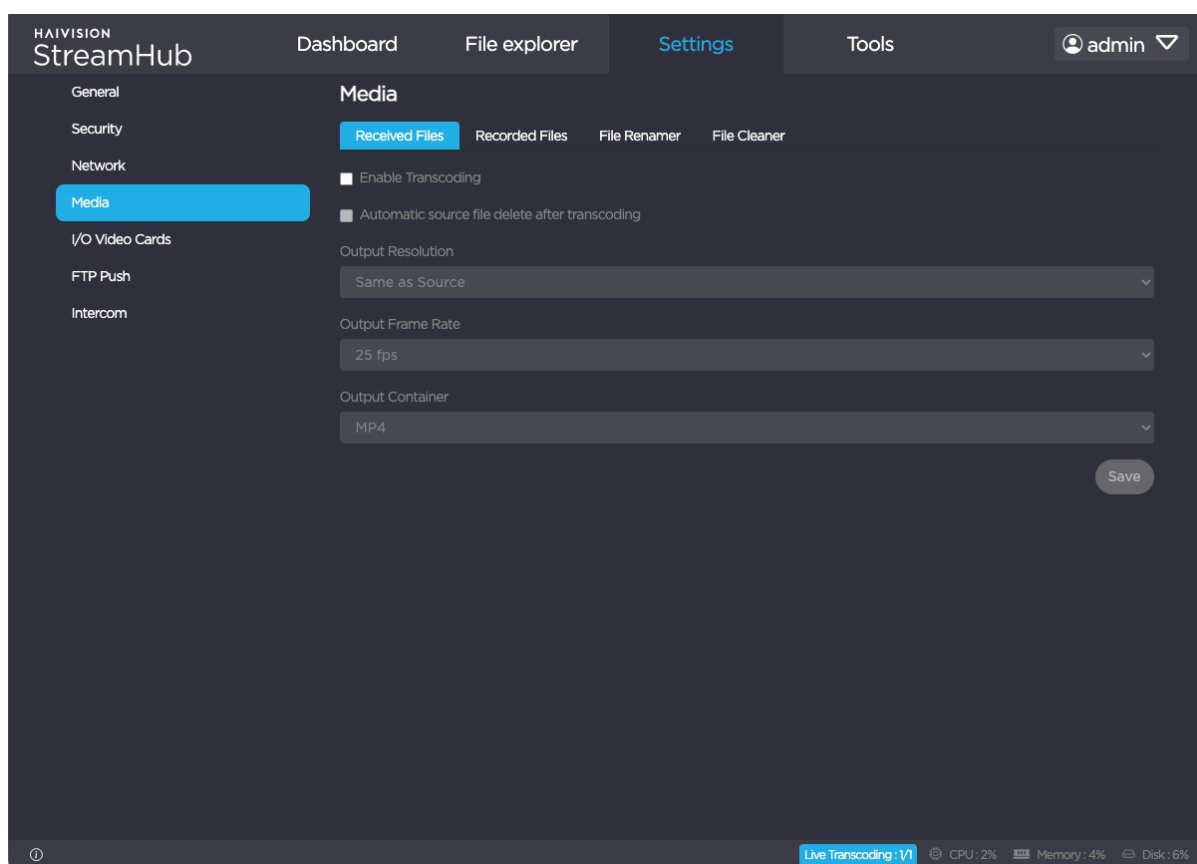 HAIVISION
StreamHub
Dashboard
File explorer
Settings
Tools
admin
General
Security
Network
Media
I/O Video Cards
FTP Push
Intercom
Media
Received Files
Recorded Files
File Renamer
File Cleaner
Enable Transcoding
Automatic source file delete after transcoding
Output Resolution
Same as Source
Output Frame Rate
25 fps
Output Container
MP4
Save
Live Transcoding : 1/1
CPU : 2%
Memory : 4%
Disk : 6%